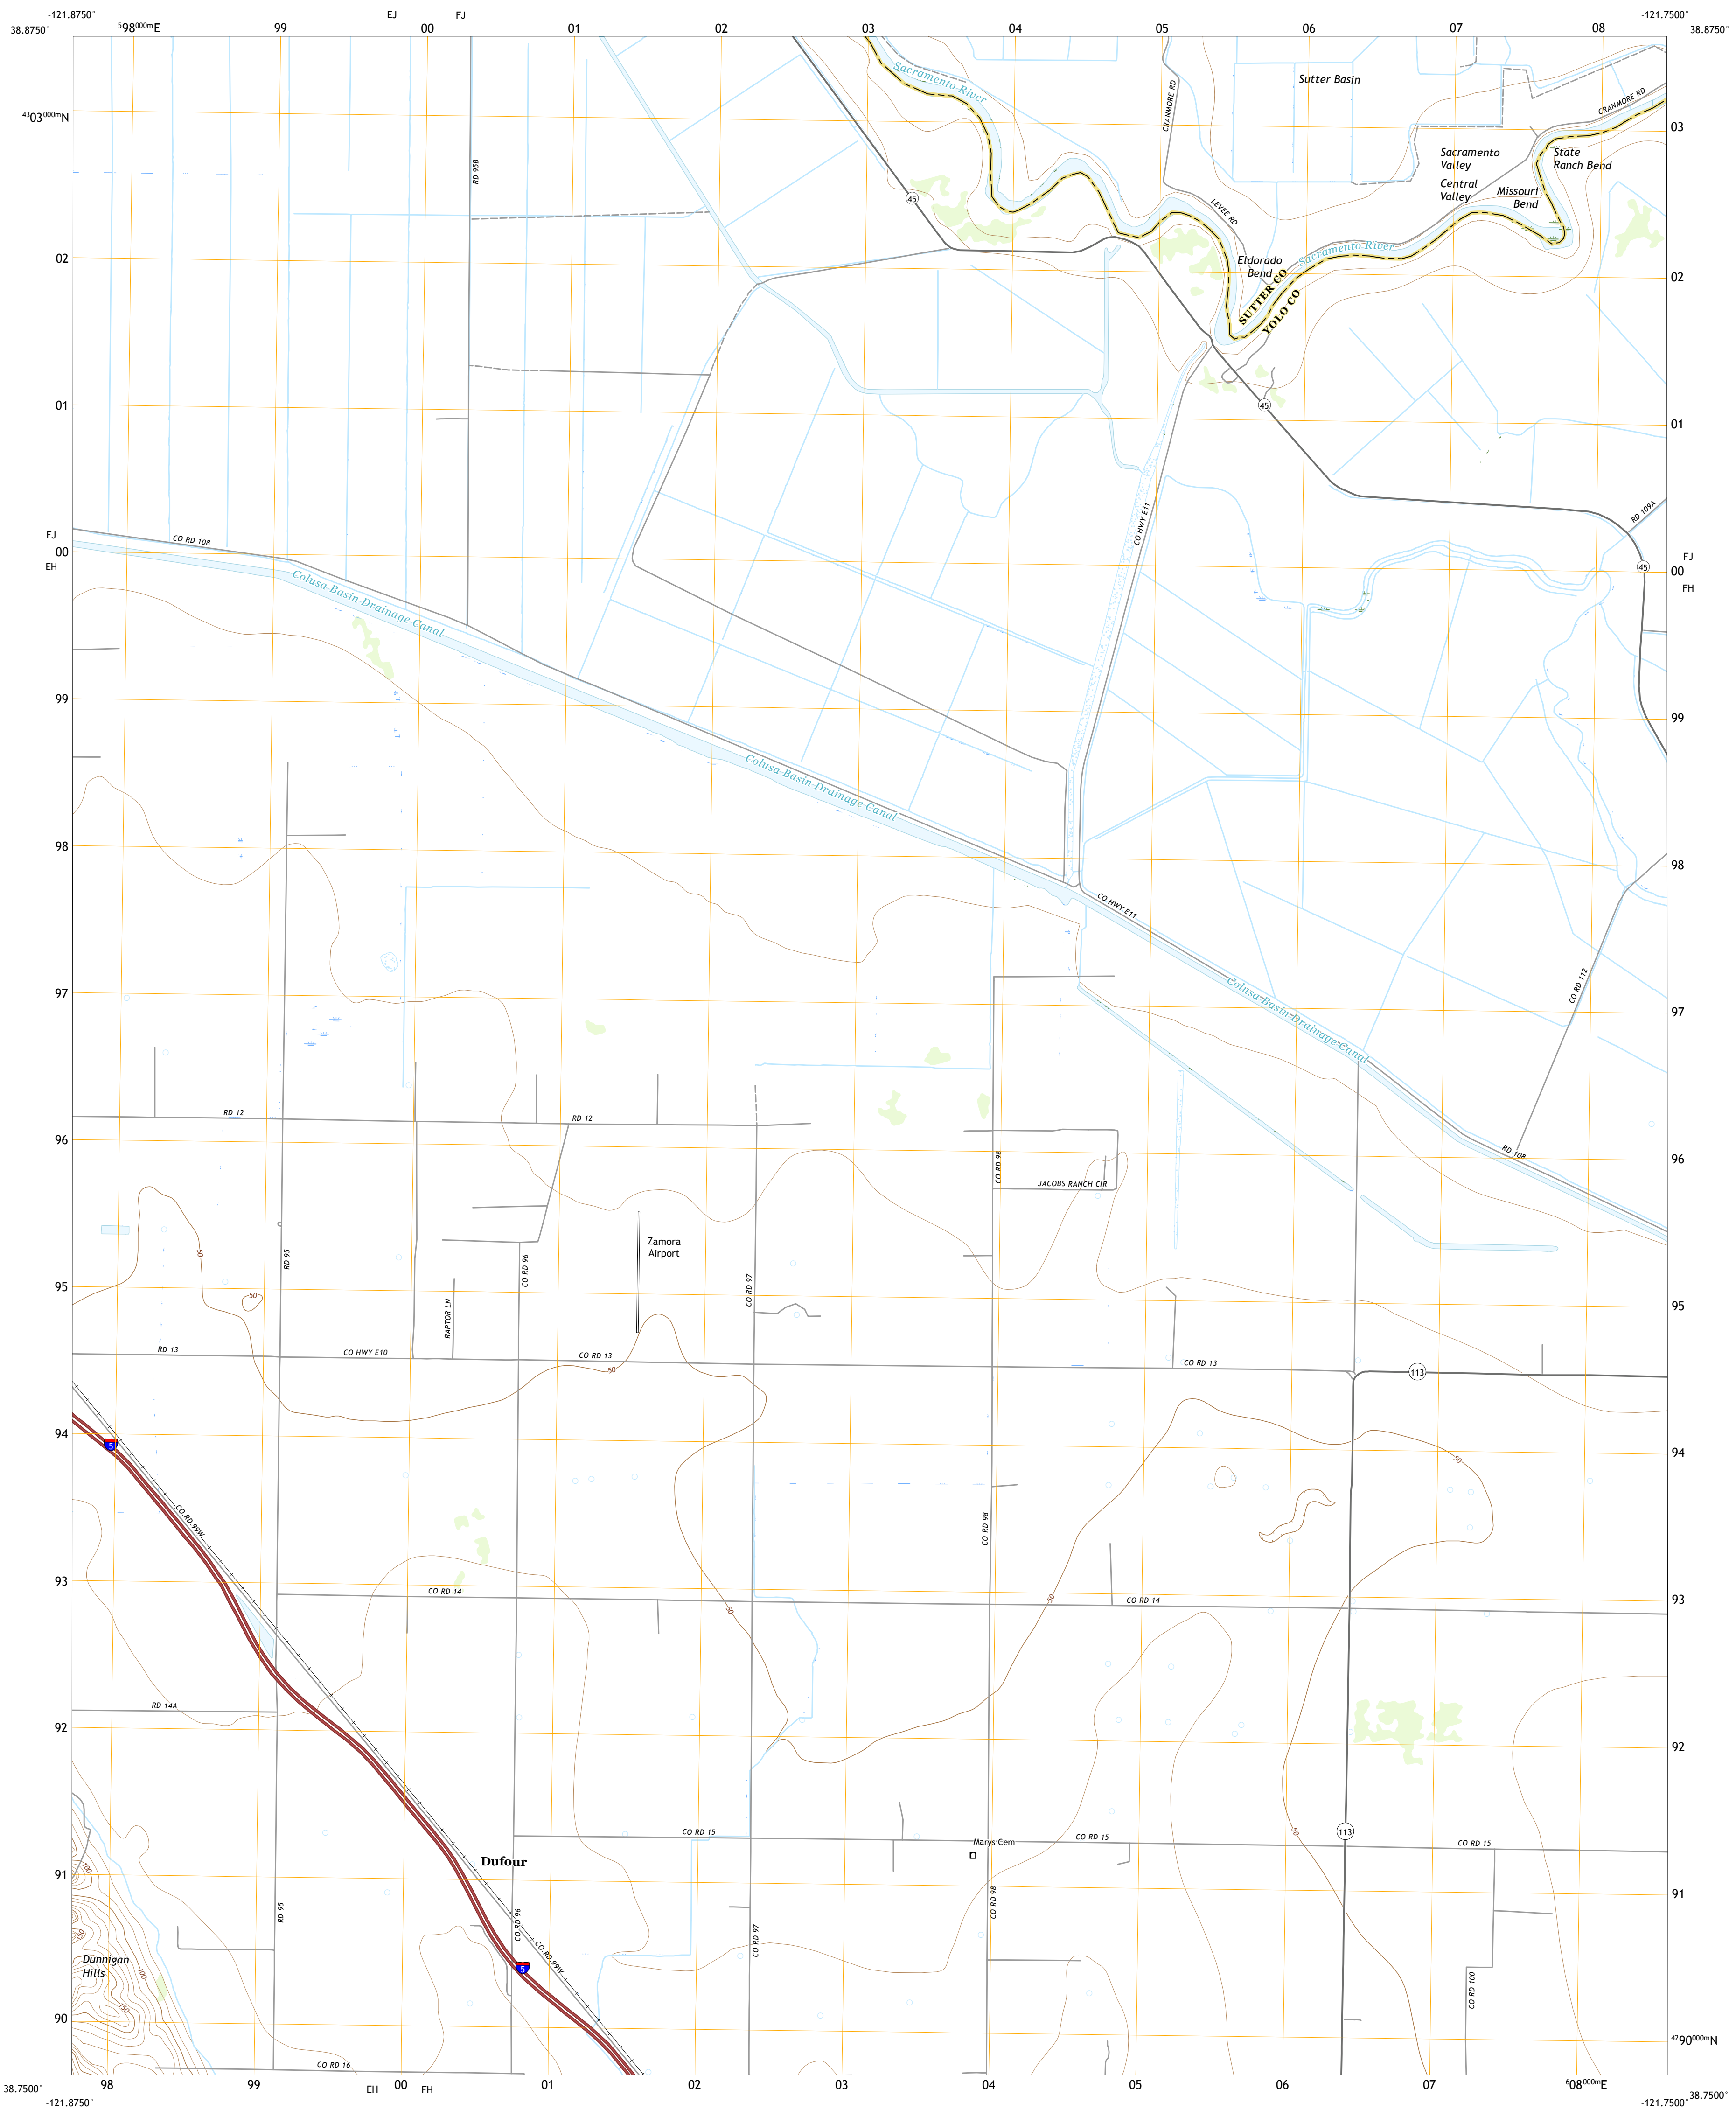 -121.8750°
EJ
FJ
-121.7500°
38.8750°
⁵98⁰⁰⁰ᵐE
99
00
01
02
03
04
05
06
07
08
38.8750°
Sacramento River
Sutter Basin
CRANMORE RD
CRANMORE RD
⁴³03⁰⁰⁰ᵐN
03
RD 95B
Sacramento
Valley
State
Ranch Bend
Central
Valley
Missouri
Bend
45
LEVEE RD
Sacramento River
02
Eldorado
Bend
02
SUTTER CO
YOLO CO
01
45
01
RD 109A
CO HWY E11
EJ
CO RD 108
00
EH
FJ
00
FH
45
Colusa Basin Drainage Canal
99
99
Colusa Basin Drainage Canal
98
98
CO HWY E11
97
Colusa Basin Drainage Canal
CO RD 112
97
RD 12
RD 12
96
CO RD 98
RD 108
96
JACOBS RANCH CIR
50
RD 95
Zamora
Airport
CO RD 96
CO RD 97
95
50
RAPTOR LN
95
RD 13
CO HWY E10
CO RD 13
50
CO RD 13
113
94
5
94
50
CO RD 99W
CO RD 98
93
CO RD 14
50
50
CO RD 14
93
RD 14A
92
92
113
50
CO RD 15
Marys Cem
CO RD 15
CO RD 15
Dufour
91
100
91
RD 95
CO RD 96
CO RD 97
CO RD 98
150
CO RD 99W
Dunnigan
Hills
100
5
CO RD 100
150
90
⁴²90⁰⁰⁰ᵐN
CO RD 16
38.7500°
98
99
EH
00
FH
01
02
03
04
05
06
07
⁶08⁰⁰⁰ᵐE
38.7500°
-121.8750°
-121.7500°